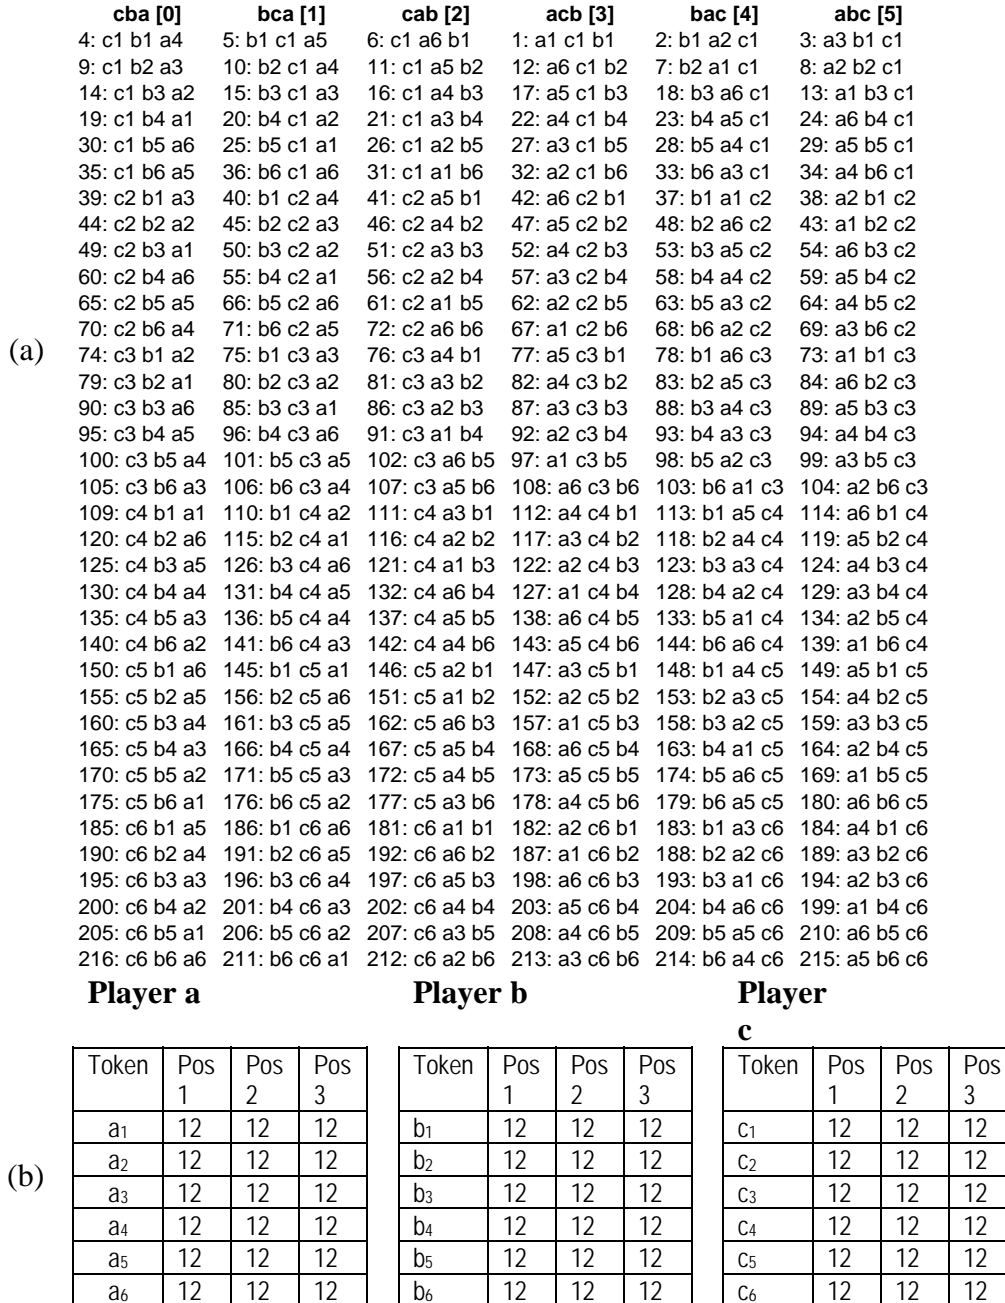 cba [0] bca [1] cab [2] acb [3] bac [4] abc [5]
4: c1 b1 a4 5: b1 c1 a5 6: c1 a6 b1 1: a1 c1 b1 2: b1 a2 c1 3: a3 b1 c1
9: c1 b2 a3 10: b2 c1 a4 11: c1 a5 b2 12: a6 c1 b2 7: b2 a1 c1 8: a2 b2 c1
14: c1 b3 a2 15: b3 c1 a3 16: c1 a4 b3 17: a5 c1 b3 18: b3 a6 c1 13: a1 b3 c1
19: c1 b4 a1 20: b4 c1 a2 21: c1 a3 b4 22: a4 c1 b4 23: b4 a5 c1 24: a6 b4 c1
30: c1 b5 a6 25: b5 c1 a1 26: c1 a2 b5 27: a3 c1 b5 28: b5 a4 c1 29: a5 b5 c1
35: c1 b6 a5 36: b6 c1 a6 31: c1 a1 b6 32: a2 c1 b6 33: b6 a3 c1 34: a4 b6 c1
39: c2 b1 a3 40: b1 c2 a4 41: c2 a5 b1 42: a6 c2 b1 37: b1 a1 c2 38: a2 b1 c2
44: c2 b2 a2 45: b2 c2 a3 46: c2 a4 b2 47: a5 c2 b2 48: b2 a6 c2 43: a1 b2 c2
49: c2 b3 a1 50: b3 c2 a2 51: c2 a3 b3 52: a4 c2 b3 53: b3 a5 c2 54: a6 b3 c2
60: c2 b4 a6 55: b4 c2 a1 56: c2 a2 b4 57: a3 c2 b4 58: b4 a4 c2 59: a5 b4 c2
65: c2 b5 a5 66: b5 c2 a6 61: c2 a1 b5 62: a2 c2 b5 63: b5 a3 c2 64: a4 b5 c2
70: c2 b6 a4 71: b6 c2 a5 72: c2 a6 b6 67: a1 c2 b6 68: b6 a2 c2 69: a3 b6 c2
(a) 74: c3 b1 a2 75: b1 c3 a3 76: c3 a4 b1 77: a5 c3 b1 78: b1 a6 c3 73: a1 b1 c3
79: c3 b2 a1 80: b2 c3 a2 81: c3 a3 b2 82: a4 c3 b2 83: b2 a5 c3 84: a6 b2 c3
90: c3 b3 a6 85: b3 c3 a1 86: c3 a2 b3 87: a3 c3 b3 88: b3 a4 c3 89: a5 b3 c3
95: c3 b4 a5 96: b4 c3 a6 91: c3 a1 b4 92: a2 c3 b4 93: b4 a3 c3 94: a4 b4 c3
100: c3 b5 a4 101: b5 c3 a5 102: c3 a6 b5 97: a1 c3 b5 98: b5 a2 c3 99: a3 b5 c3
105: c3 b6 a3 106: b6 c3 a4 107: c3 a5 b6 108: a6 c3 b6 103: b6 a1 c3 104: a2 b6 c3
109: c4 b1 a1 110: b1 c4 a2 111: c4 a3 b1 112: a4 c4 b1 113: b1 a5 c4 114: a6 b1 c4
120: c4 b2 a6 115: b2 c4 a1 116: c4 a2 b2 117: a3 c4 b2 118: b2 a4 c4 119: a5 b2 c4
125: c4 b3 a5 126: b3 c4 a6 121: c4 a1 b3 122: a2 c4 b3 123: b3 a3 c4 124: a4 b3 c4
130: c4 b4 a4 131: b4 c4 a5 132: c4 a6 b4 127: a1 c4 b4 128: b4 a2 c4 129: a3 b4 c4
135: c4 b5 a3 136: b5 c4 a4 137: c4 a5 b5 138: a6 c4 b5 133: b5 a1 c4 134: a2 b5 c4
140: c4 b6 a2 141: b6 c4 a3 142: c4 a4 b6 143: a5 c4 b6 144: b6 a6 c4 139: a1 b6 c4
150: c5 b1 a6 145: b1 c5 a1 146: c5 a2 b1 147: a3 c5 b1 148: b1 a4 c5 149: a5 b1 c5
155: c5 b2 a5 156: b2 c5 a6 151: c5 a1 b2 152: a2 c5 b2 153: b2 a3 c5 154: a4 b2 c5
160: c5 b3 a4 161: b3 c5 a5 162: c5 a6 b3 157: a1 c5 b3 158: b3 a2 c5 159: a3 b3 c5
165: c5 b4 a3 166: b4 c5 a4 167: c5 a5 b4 168: a6 c5 b4 163: b4 a1 c5 164: a2 b4 c5
170: c5 b5 a2 171: b5 c5 a3 172: c5 a4 b5 173: a5 c5 b5 174: b5 a6 c5 169: a1 b5 c5
175: c5 b6 a1 176: b6 c5 a2 177: c5 a3 b6 178: a4 c5 b6 179: b6 a5 c5 180: a6 b6 c5
185: c6 b1 a5 186: b1 c6 a6 181: c6 a1 b1 182: a2 c6 b1 183: b1 a3 c6 184: a4 b1 c6
190: c6 b2 a4 191: b2 c6 a5 192: c6 a6 b2 187: a1 c6 b2 188: b2 a2 c6 189: a3 b2 c6
195: c6 b3 a3 196: b3 c6 a4 197: c6 a5 b3 198: a6 c6 b3 193: b3 a1 c6 194: a2 b3 c6
200: c6 b4 a2 201: b4 c6 a3 202: c6 a4 b4 203: a5 c6 b4 204: b4 a6 c6 199: a1 b4 c6
205: c6 b5 a1 206: b5 c6 a2 207: c6 a3 b5 208: a4 c6 b5 209: b5 a5 c6 210: a6 b5 c6
216: c6 b6 a6 211: b6 c6 a1 212: c6 a2 b6 213: a3 c6 b6 214: b6 a4 c6 215: a5 b6 c6
Player a Player b Player
c
Token Pos Pos Pos Token Pos Pos Pos Token Pos Pos Pos
1 2 3 1 2 3 1 2 3
a1 12 12 12 b1 12 12 12 c1 12 12 12
(b) a2 12 12 12 b2 12 12 12 c2 12 12 12
a3 12 12 12 b3 12 12 12 c3 12 12 12
a4 12 12 12 b4 12 12 12 c4 12 12 12
a5 12 12 12 b5 12 12 12 c5 12 12 12
a6 12 12 12 b6 12 12 12 c6 12 12 12